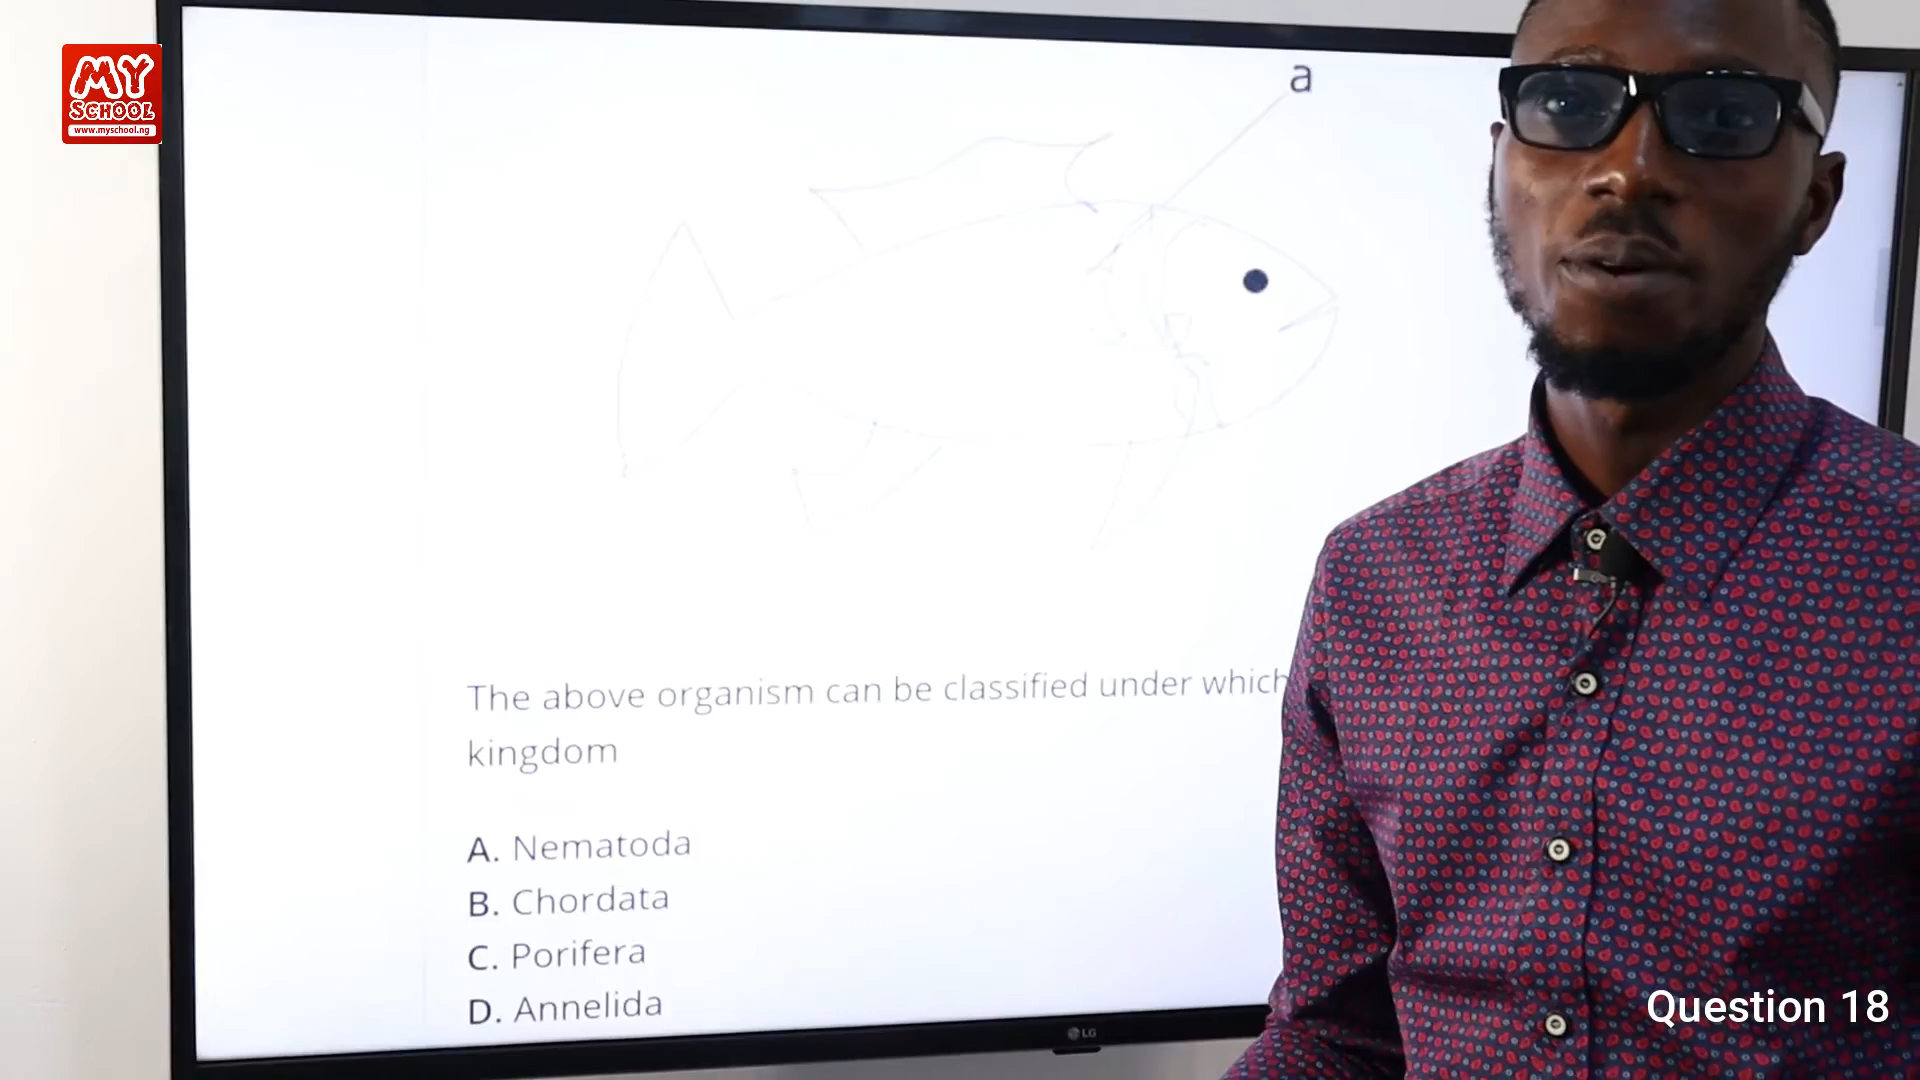 MY
SCHOOL
www.myschool.ng
a
The above organism can be classified under which
kingdom
A. Nematoda
B. Chordata
C. Porifera
D. Annelida
LG
Question 18